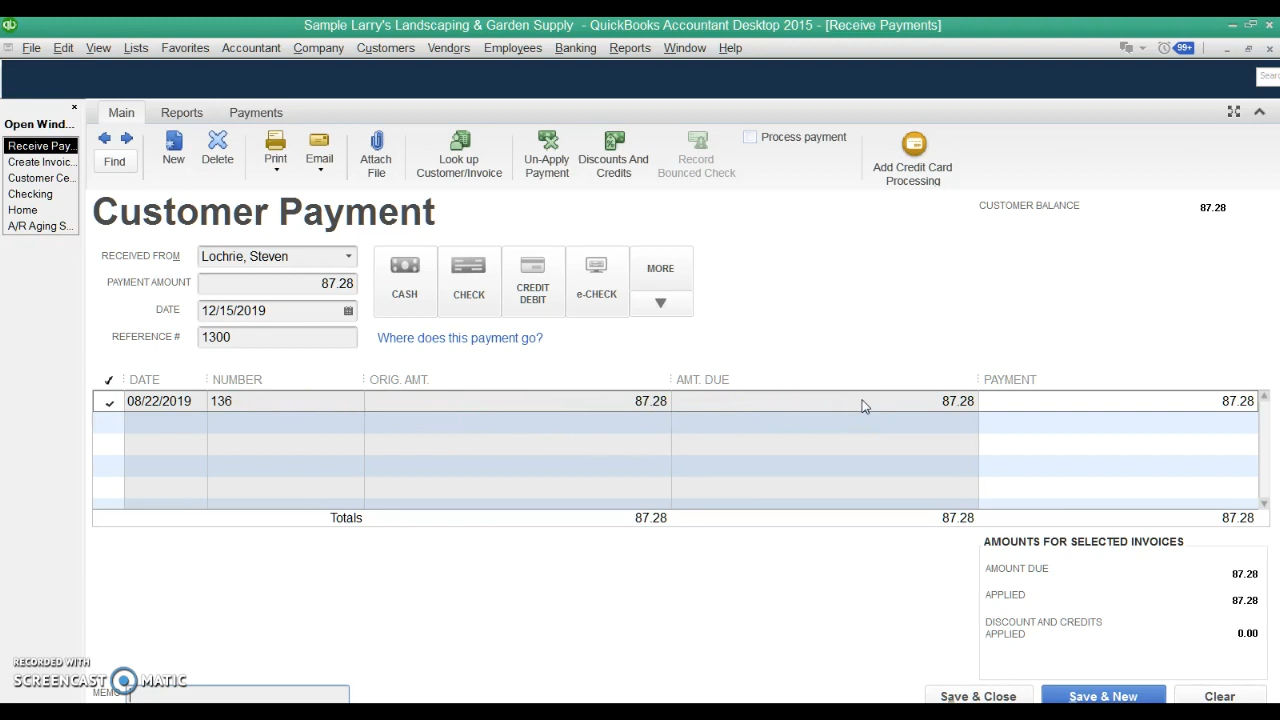 Sample Larry's Landscaping & Garden Supply - QuickBooks Accountant Desktop 2015 - [Receive Payments]
File Edit View Lists Favorites Accountant Company Customers Vendors Employees Banking Reports Window Help
99+
Sear
Open Wind...
Receive Pay...
Create Invoic...
Customer Ce...
Checking
Home
A/R Aging S...
Main Reports Payments
Find
New
Delete
Print
Email
Attach File
Look up Customer/Invoice
Un-Apply Payment
Discounts And Credits
Record Bounced Check
Process payment
Add Credit Card Processing
Customer Payment
CUSTOMER BALANCE 87.28
RECEIVED FROM Lochrie, Steven
PAYMENT AMOUNT 87.28
DATE 12/15/2019
REFERENCE # 1300
CASH
CHECK
CREDIT DEBIT
e-CHECK
MORE
Where does this payment go?
DATE NUMBER ORIG. AMT. AMT. DUE PAYMENT
08/22/2019 136 87.28 87.28 87.28
Totals 87.28 87.28 87.28
AMOUNTS FOR SELECTED INVOICES
AMOUNT DUE 87.28
APPLIED 87.28
DISCOUNT AND CREDITS APPLIED 0.00
RECORDED WITH
SCREENCAST MATIC
MEMO
Save & Close Save & New Clear